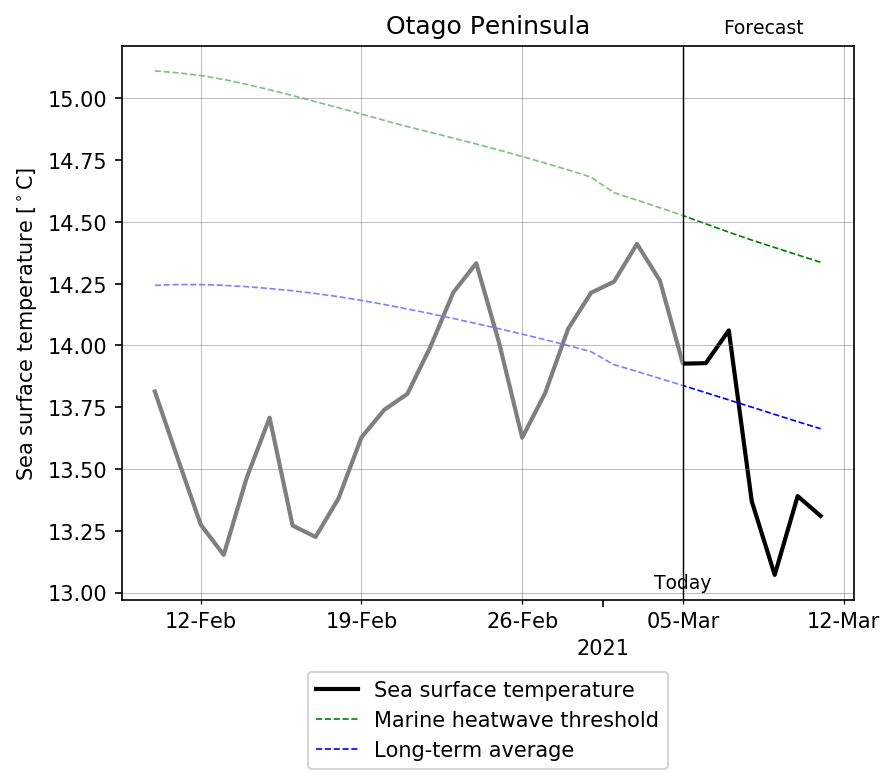 Otago Peninsula
Forecast
Sea surface temperature [°C]
15.00
14.75
14.50
14.25
14.00
13.75
13.50
13.25
13.00
Today
12-Feb
19-Feb
26-Feb
05-Mar
12-Mar
2021
Sea surface temperature
Marine heatwave threshold
Long-term average